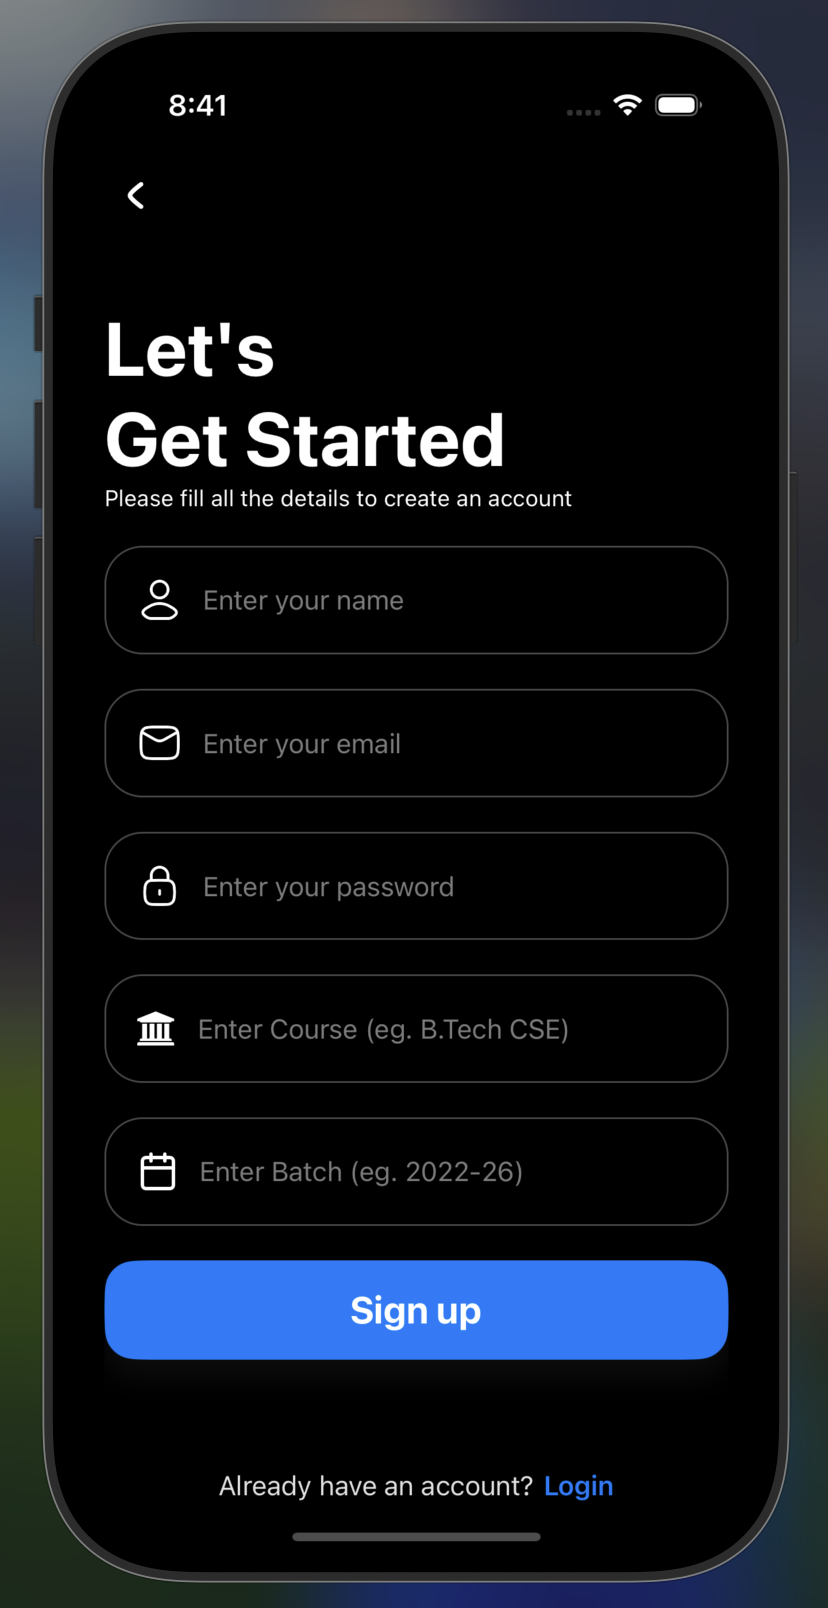 8:41
Let's
Get Started
Please fill all the details to create an account
Enter your name
Enter your email
Enter your password
Enter Course (eg. B.Tech CSE)
Enter Batch (eg. 2022-26)
Sign up
Already have an account? Login